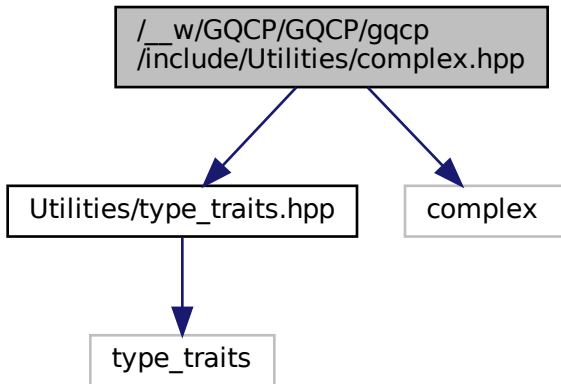 /__w/GQCP/GQCP/gqcp
/include/Utilities/complex.hpp
Utilities/type_traits.hpp
complex
type_traits